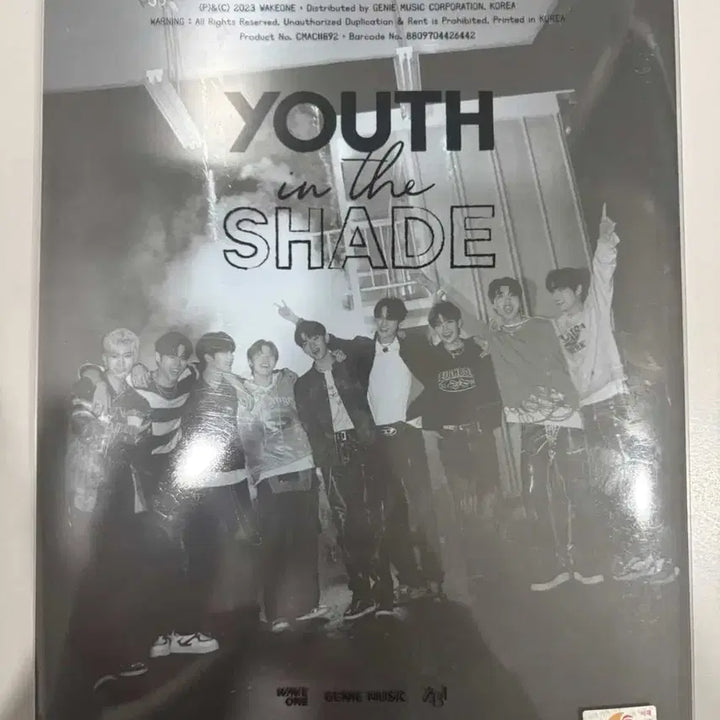 (P)&(C) 2023 WAKEONE • Distributed by GENIE MUSIC CORPORATION, KOREA
WARNING : All Rights Reserved. Unauthorized Duplication & Rent is Prohibited. Printed in KOREA
Product No. CMAC11892 • Barcode No. 8809704426442
YOUTH
in the
SHADE
WAKE
ONE
GENIE MUSIC